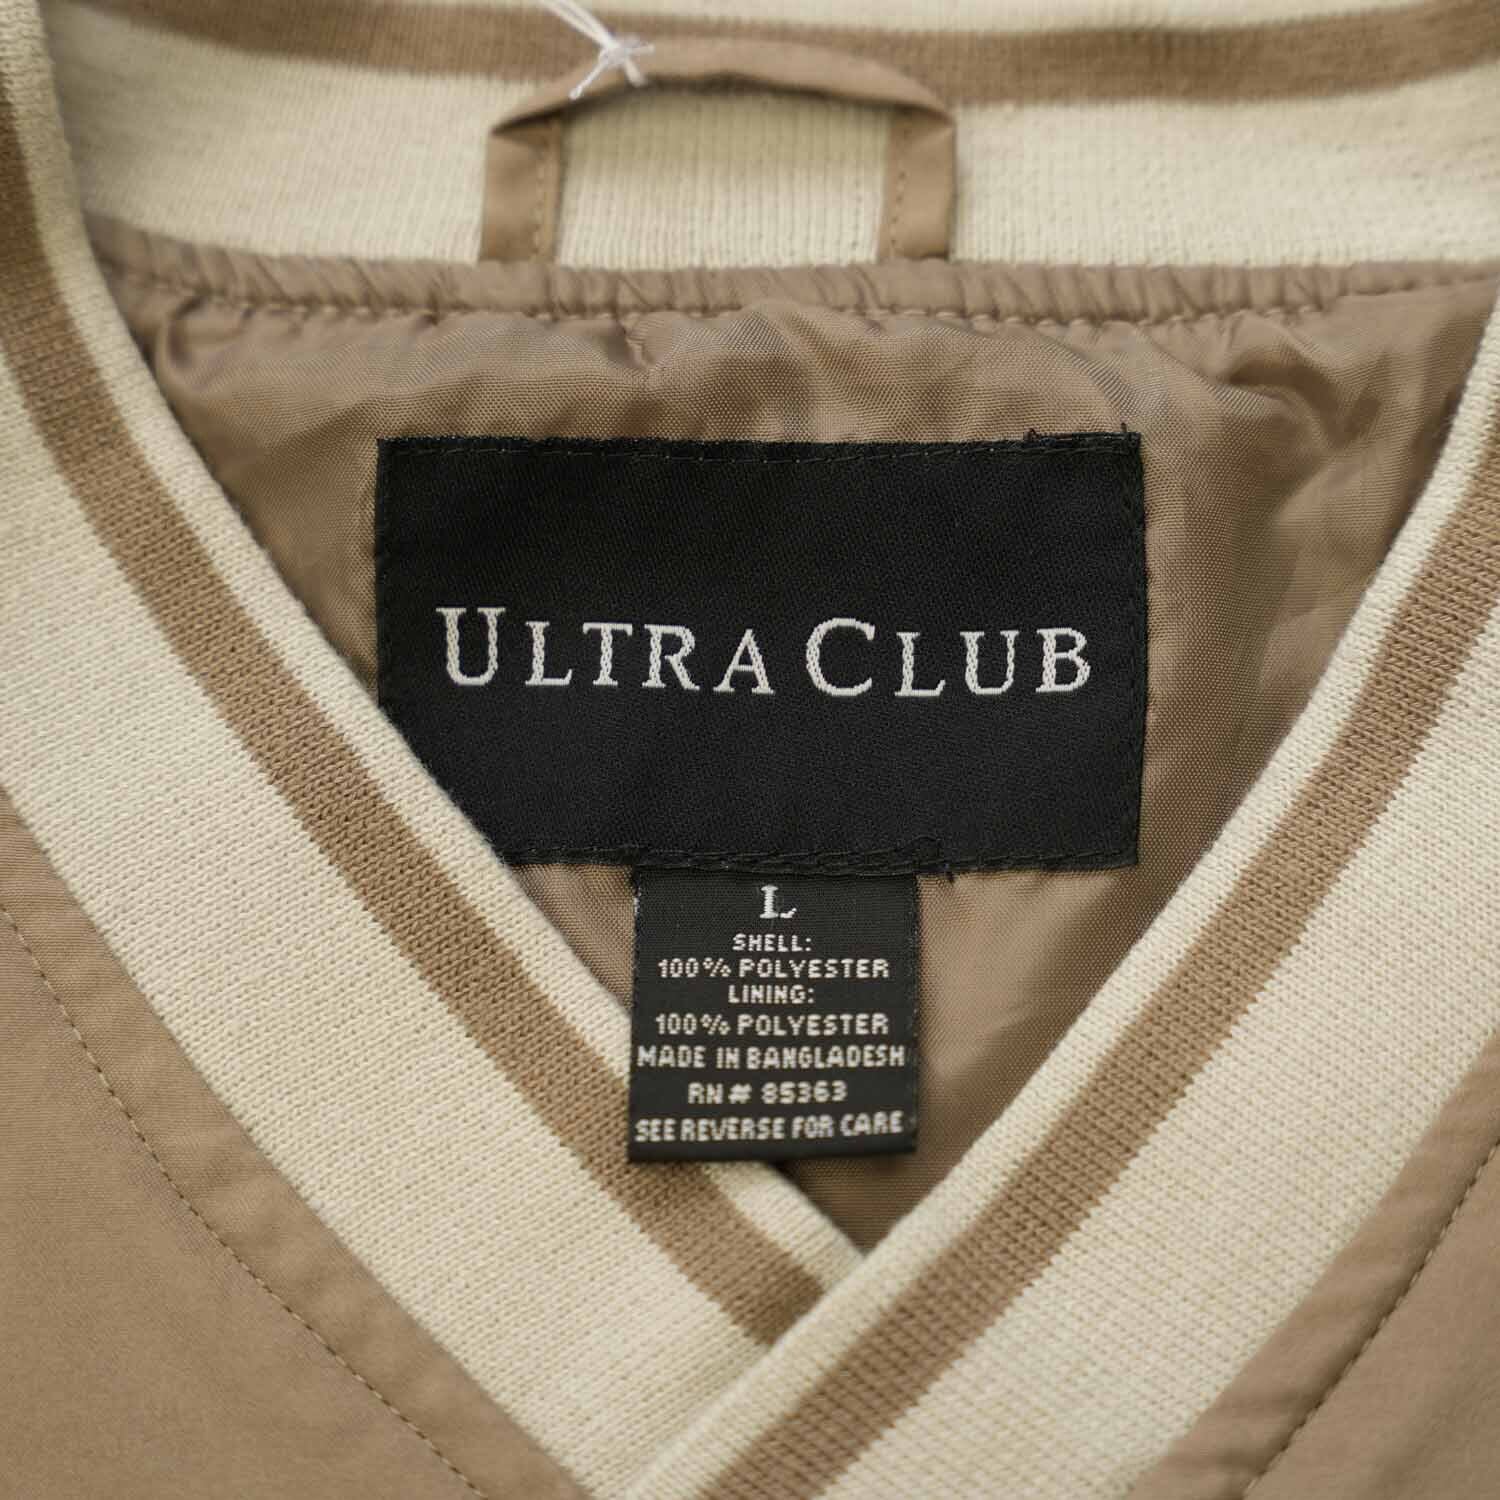 ULTRA CLUB
L
SHELL:
100% POLYESTER
LINING:
100% POLYESTER
MADE IN BANGLADESH
RN # 85363
SEE REVERSE FOR CARE